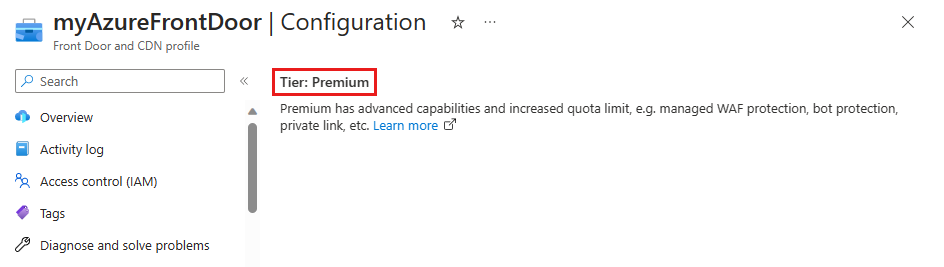 myAzureFrontDoor | Configuration
Front Door and CDN profile
Search
Overview
Activity log
Access control (IAM)
Tags
Diagnose and solve problems
Tier: Premium
Premium has advanced capabilities and increased quota limit, e.g. managed WAF protection, bot protection,
private link, etc. Learn more